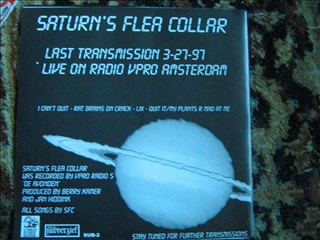 SATURN'S FLEA COLLAR
LAST TRANSMISSION 3-27-97
LIVE ON RADIO VPRO AMSTERDAM
I CAN'T QUIT - RAT BRAINS ON CRACK - LIX - QUIT IT/MY PLANTS R MAD AT ME
SATURN'S FLEA COLLAR
WAS RECORDED BY VPRO RADIO 5
'DE AVONDEN'
PRODUCED BY BERRY KAMER
AND JAN HIDDINK
ALL SONGS BY SFC
SUB-2
STAY TUNED FOR FURTHER TRANSMISSIONS